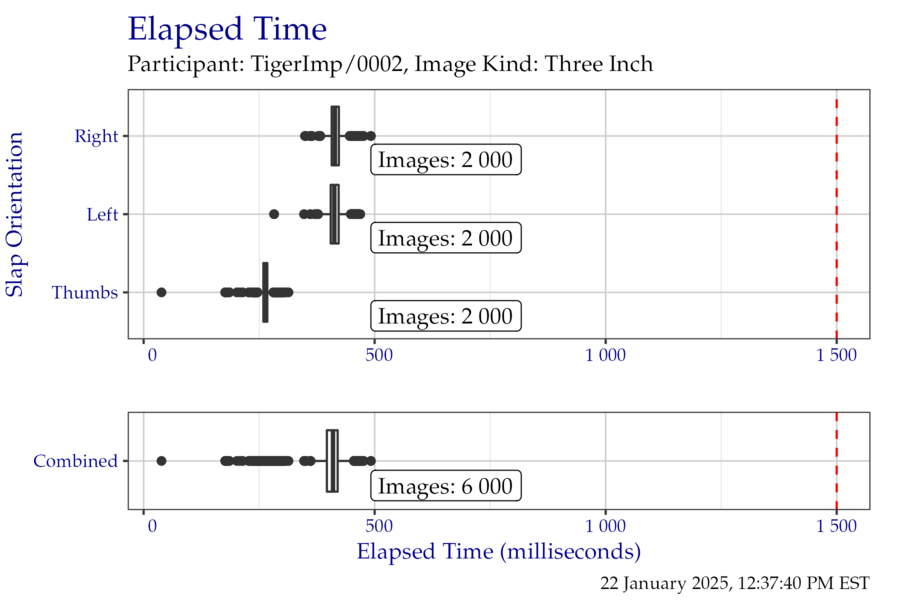 Elapsed Time
Participant: TigerImp/0002, Image Kind: Three Inch
Slap Orientation
Right
Images: 2 000
Left
Images: 2 000
Thumbs
Images: 2 000
0 500 1 000 1 500
Combined
Images: 6 000
0 500 1 000 1 500
Elapsed Time (milliseconds)
22 January 2025, 12:37:40 PM EST